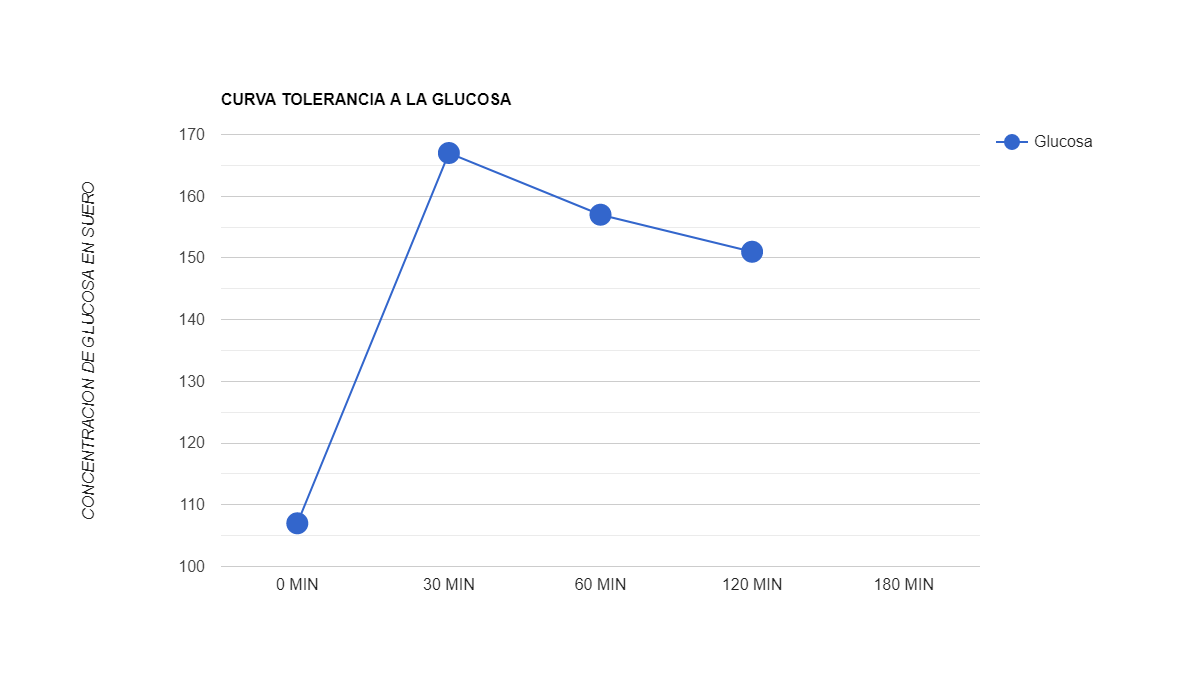 CURVA TOLERANCIA A LA GLUCOSA
Glucosa
CONCENTRACION DE GLUCOSA EN SUERO
170
160
150
140
130
120
110
100
0 MIN
30 MIN
60 MIN
120 MIN
180 MIN